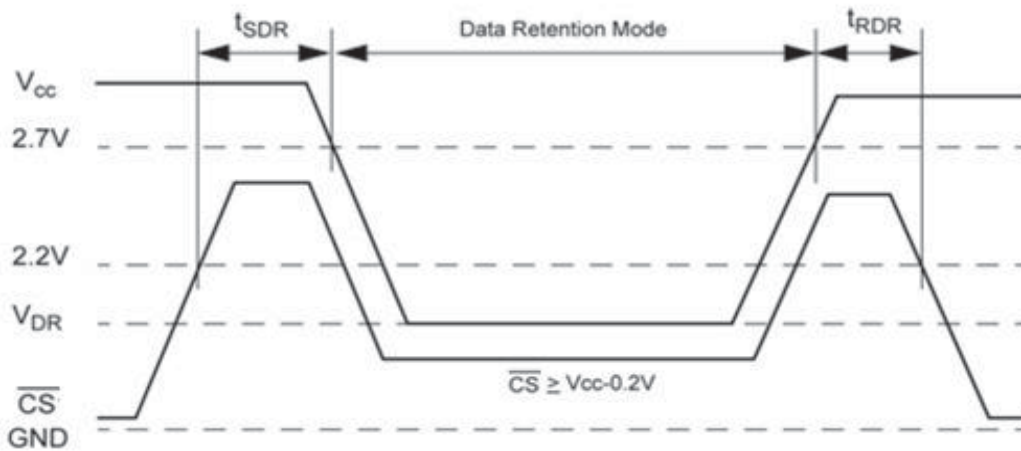 tSDR Data Retention Mode tRDR
Vcc
2.7V
2.2V
VDR
CS ≥ Vcc-0.2V
CS
GND